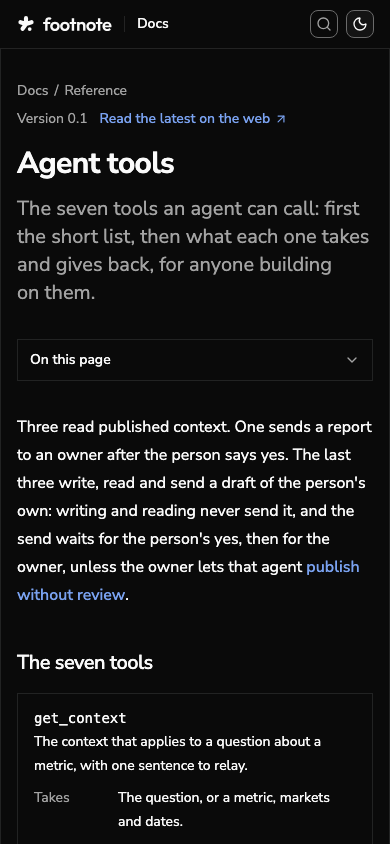 footnote
Docs
Docs / Reference
Version 0.1 Read the latest on the web ↗
Agent tools
The seven tools an agent can call: first
the short list, then what each one takes
and gives back, for anyone building
on them.
On this page
Three read published context. One sends a report
to an owner after the person says yes. The last
three write, read and send a draft of the person's
own: writing and reading never send it, and the
send waits for the person's yes, then for the
owner, unless the owner lets that agent publish
without review.
The seven tools
get_context
The context that applies to a question about a
metric, with one sentence to relay.
Takes The question, or a metric, markets
and dates.